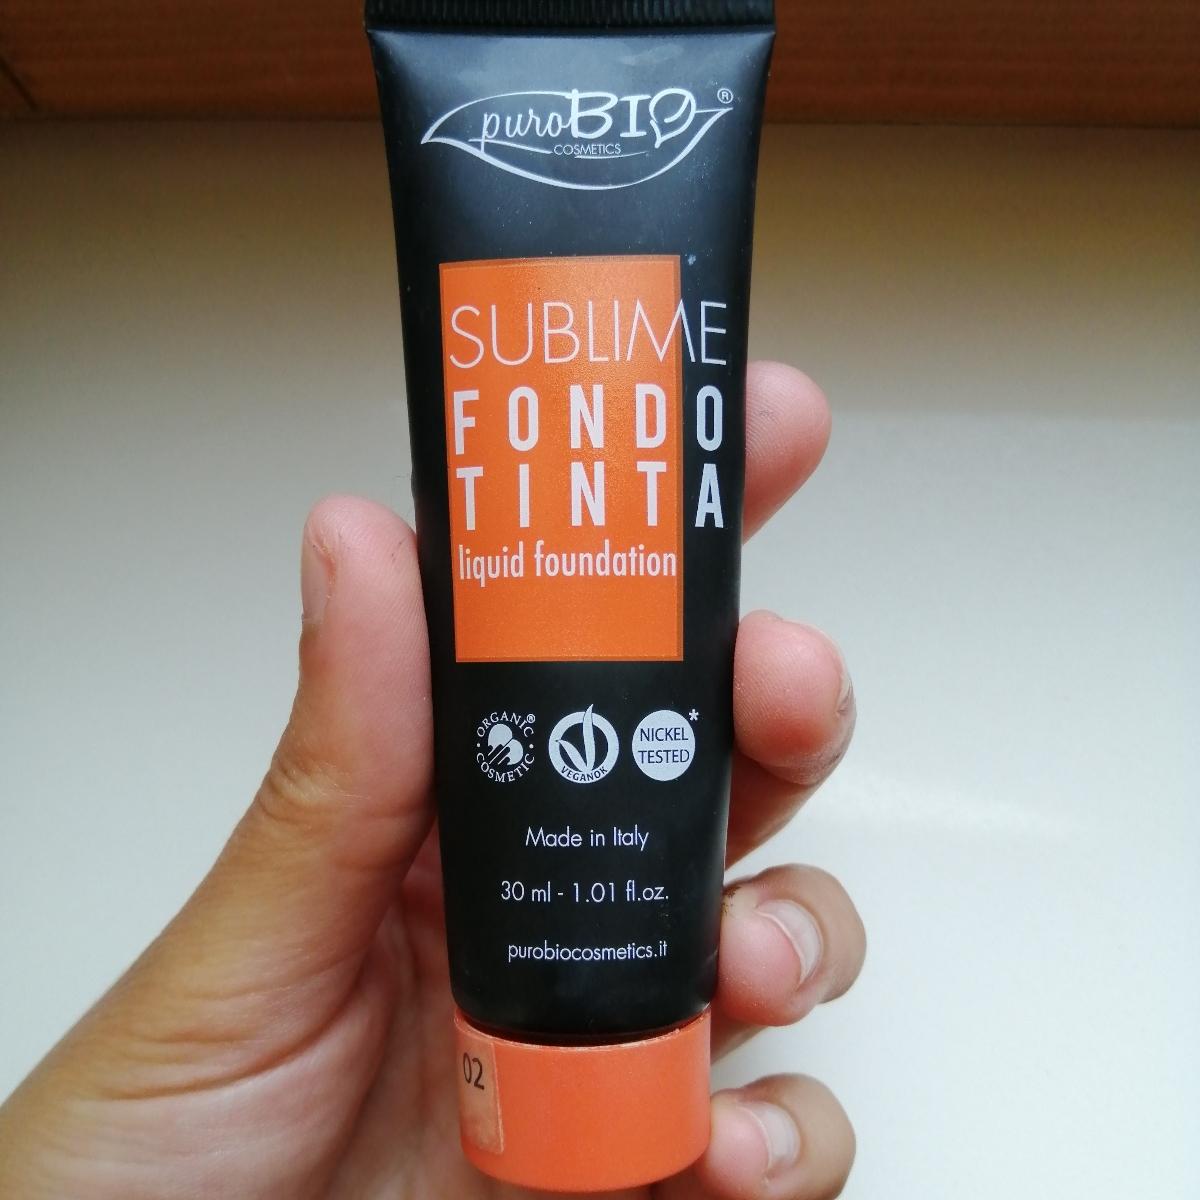 puroBIO®
COSMETICS
SUBLIME
FONDO
TINTA
liquid foundation
ORGANIC®
COSMETIC
VEGANOK
NICKEL
TESTED*
Made in Italy
30 ml - 1.01 fl.oz.
purobiocosmetics.it
02